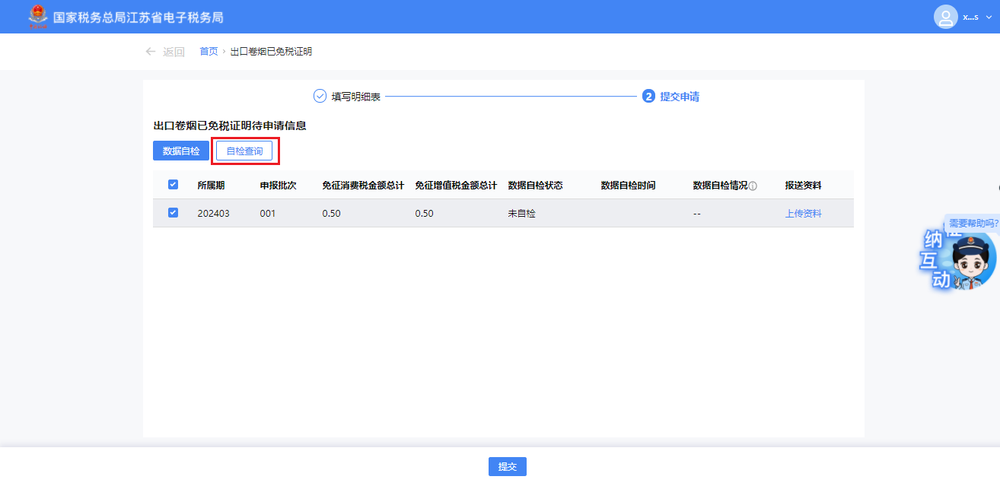 国家税务总局江苏省电子税务局
x...s
返回 首页 › 出口卷烟已免税证明
填写明细表 2 提交申请
出口卷烟已免税证明待申请信息
数据自检 自检查询
所属期 申报批次 免征消费税金额总计 免征增值税金额总计 数据自检状态 数据自检时间 数据自检情况 报送资料
202403 001 0.50 0.50 未自检 -- 上传资料
需要帮助吗?
纳
互
动
提交